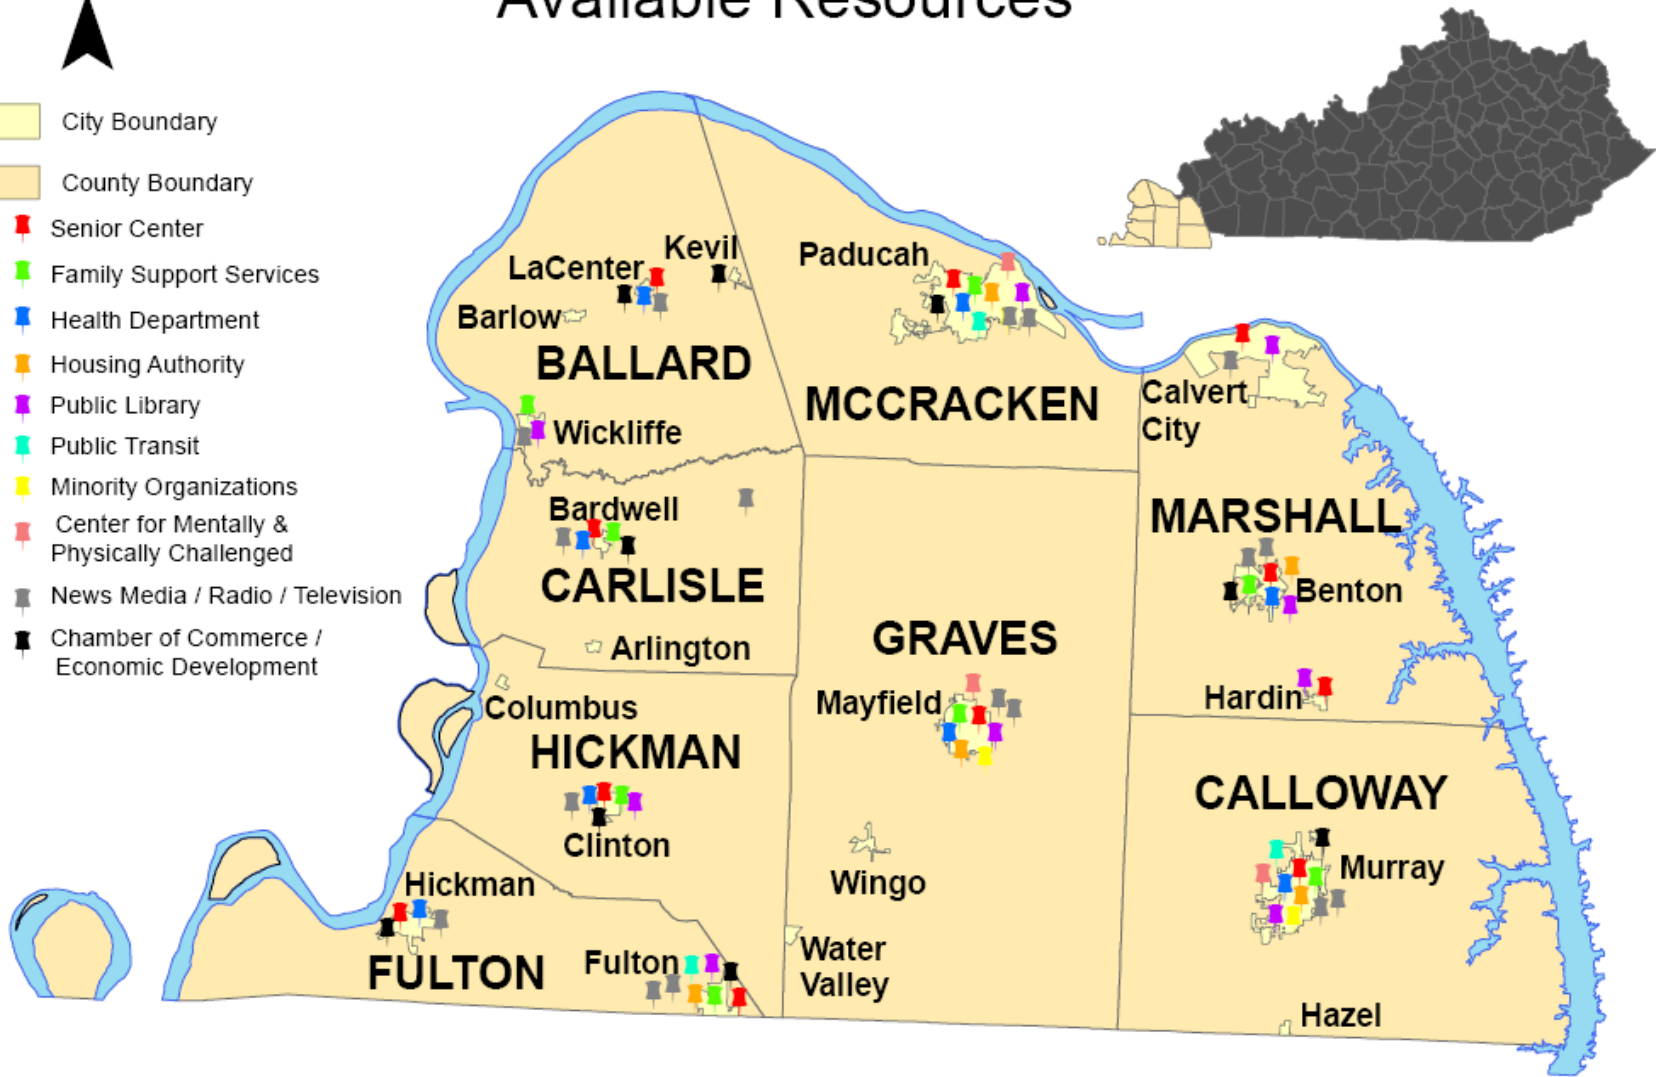 Available Resources
City Boundary
County Boundary
Senior Center
Family Support Services
Health Department
Housing Authority
Public Library
Public Transit
Minority Organizations
Center for Mentally &
Physically Challenged
News Media / Radio / Television
Chamber of Commerce /
Economic Development
Kevil
LaCenter
Barlow
BALLARD
Wickliffe
Paducah
MCCRACKEN
Calvert
City
Bardwell
CARLISLE
Arlington
MARSHALL
Benton
Hardin
GRAVES
Mayfield
Wingo
Water
Valley
Columbus
HICKMAN
Clinton
CALLOWAY
Murray
Hazel
Hickman
FULTON
Fulton